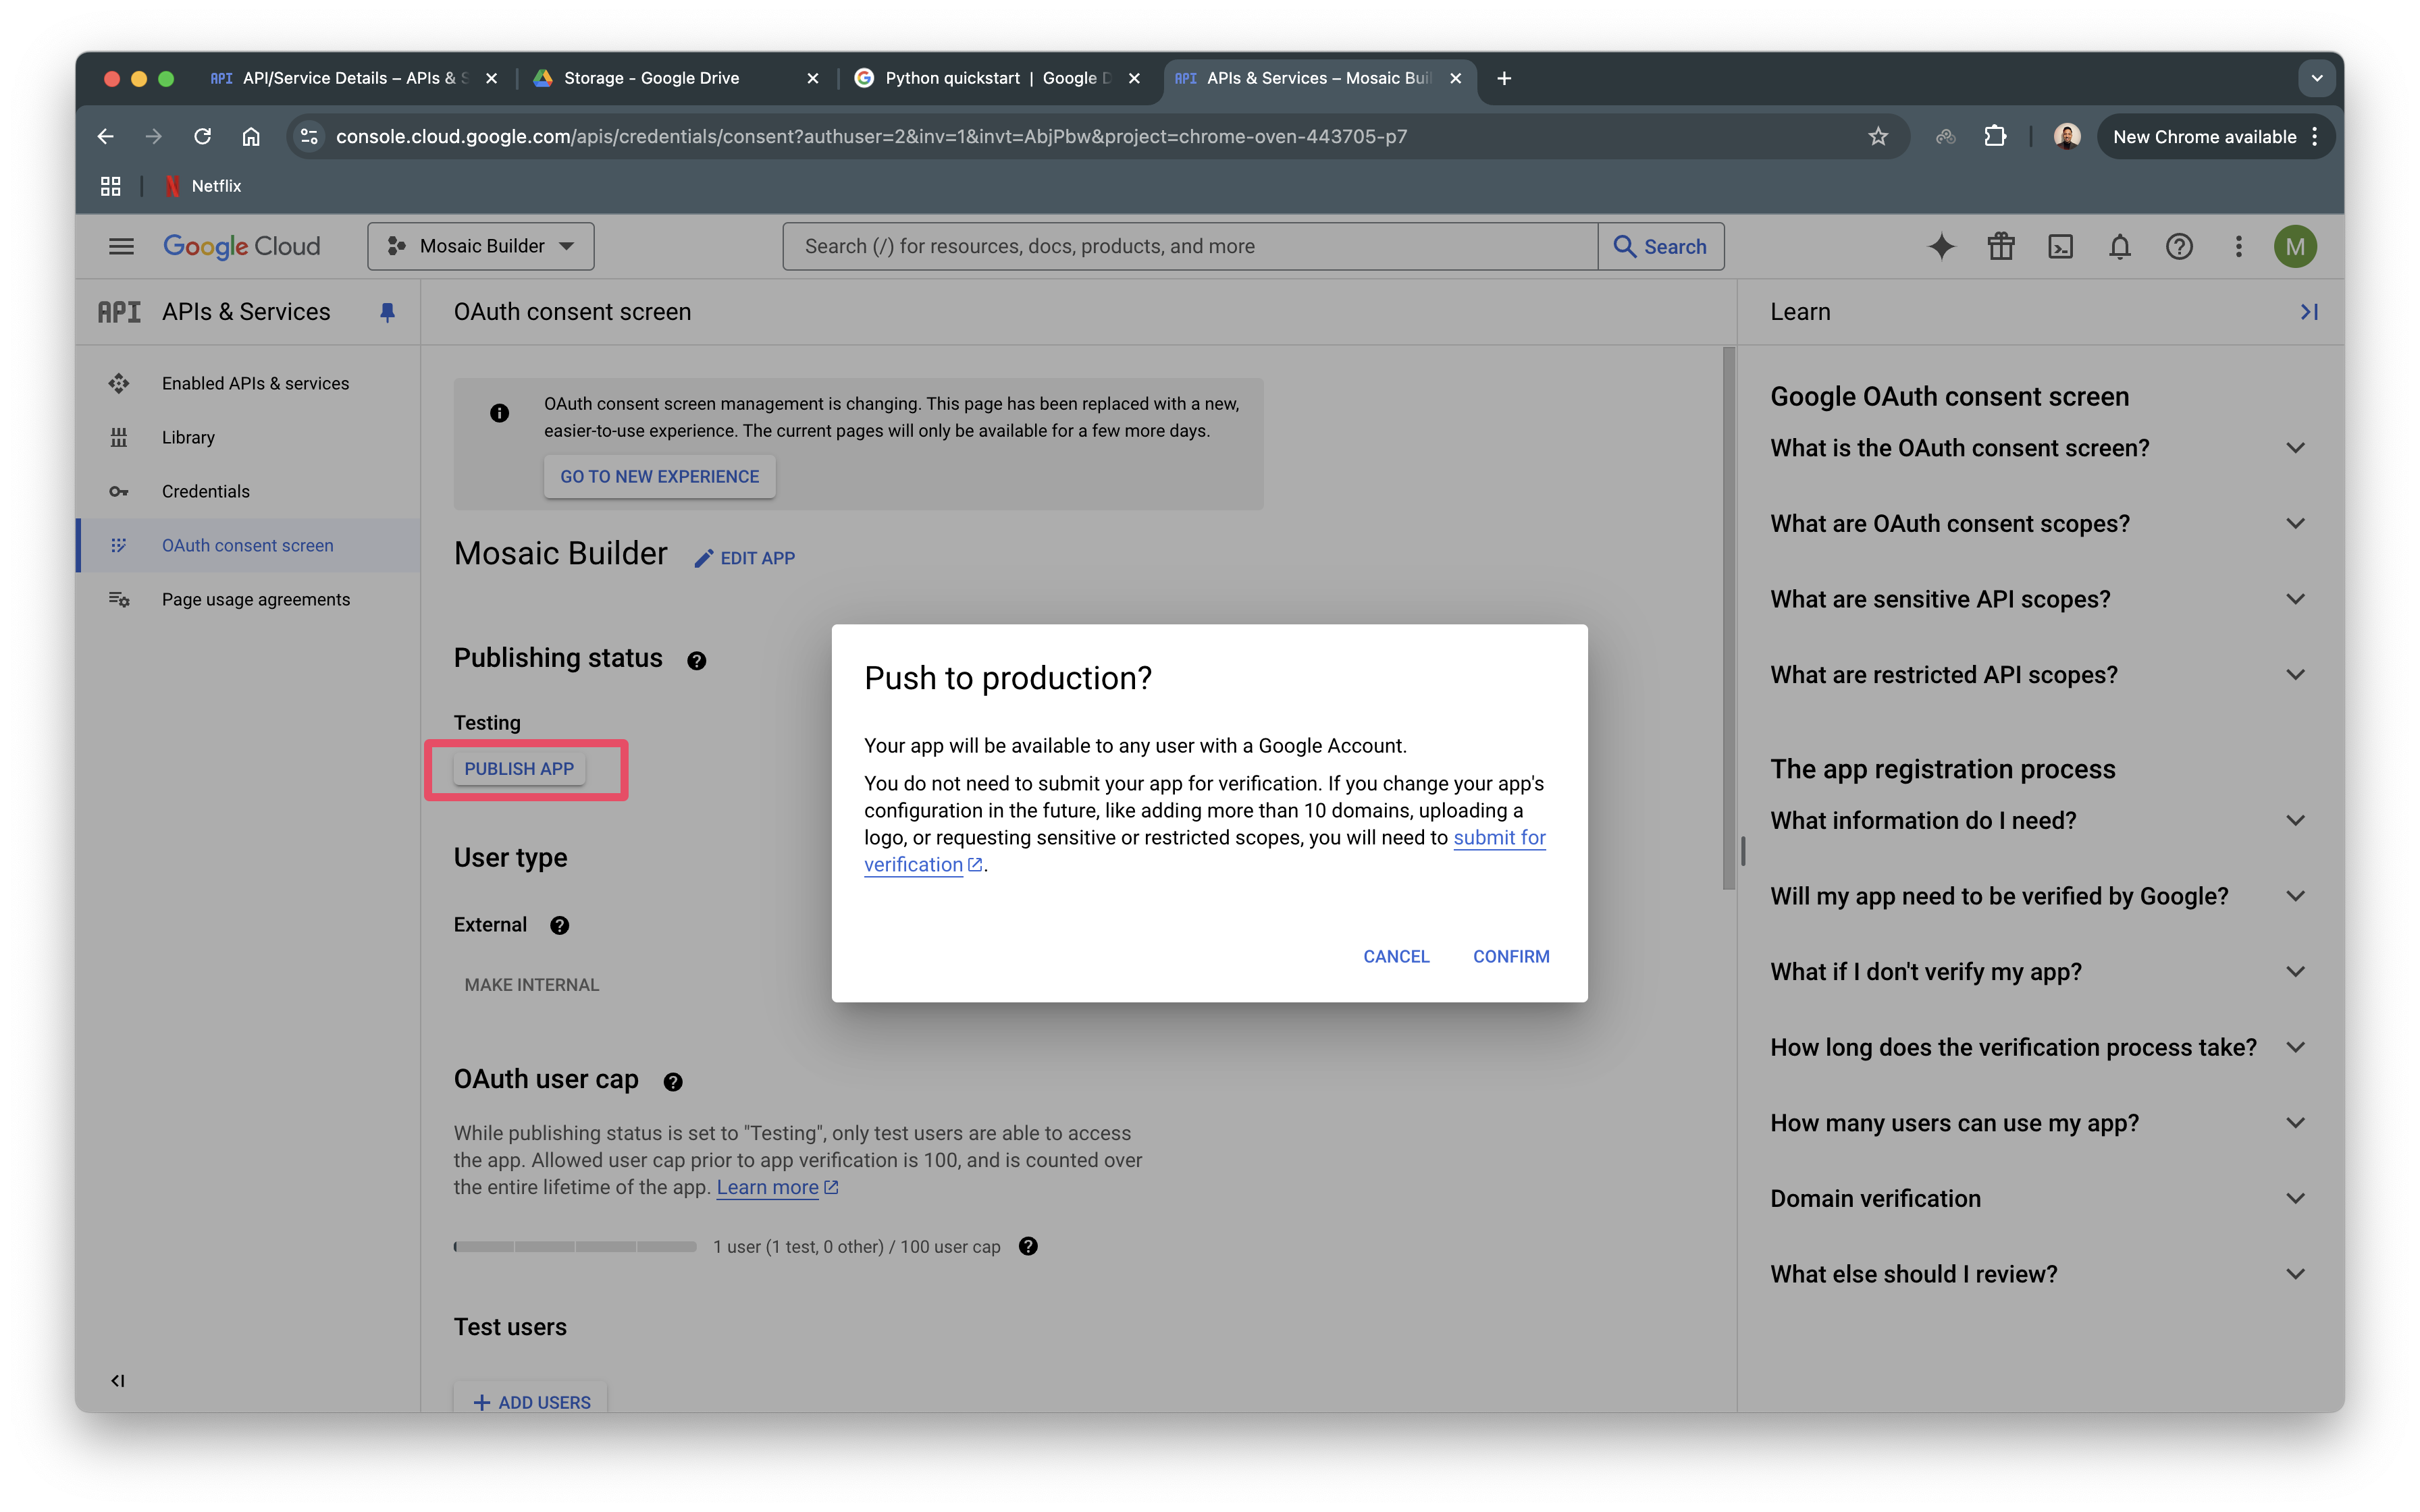 API API/Service Details – APIs & S
Storage - Google Drive
Python quickstart | Google D
API APIs & Services – Mosaic Buil
console.cloud.google.com/apis/credentials/consent?authuser=2&inv=1&invt=AbjPbw&project=chrome-oven-443705-p7
New Chrome available
Netflix
Google Cloud
Mosaic Builder
Search (/) for resources, docs, products, and more
Search
M
API APIs & Services
Enabled APIs & services
Library
Credentials
OAuth consent screen
Page usage agreements
OAuth consent screen
OAuth consent screen management is changing. This page has been replaced with a new,
easier-to-use experience. The current pages will only be available for a few more days.
GO TO NEW EXPERIENCE
Mosaic Builder
EDIT APP
Publishing status
Testing
PUBLISH APP
User type
External
MAKE INTERNAL
OAuth user cap
While publishing status is set to "Testing", only test users are able to access
the app. Allowed user cap prior to app verification is 100, and is counted over
the entire lifetime of the app. Learn more
1 user (1 test, 0 other) / 100 user cap
Test users
+ ADD USERS
Push to production?
Your app will be available to any user with a Google Account.
You do not need to submit your app for verification. If you change your app's
configuration in the future, like adding more than 10 domains, uploading a
logo, or requesting sensitive or restricted scopes, you will need to submit for
verification.
CANCEL
CONFIRM
Learn
Google OAuth consent screen
What is the OAuth consent screen?
What are OAuth consent scopes?
What are sensitive API scopes?
What are restricted API scopes?
The app registration process
What information do I need?
Will my app need to be verified by Google?
What if I don't verify my app?
How long does the verification process take?
How many users can use my app?
Domain verification
What else should I review?